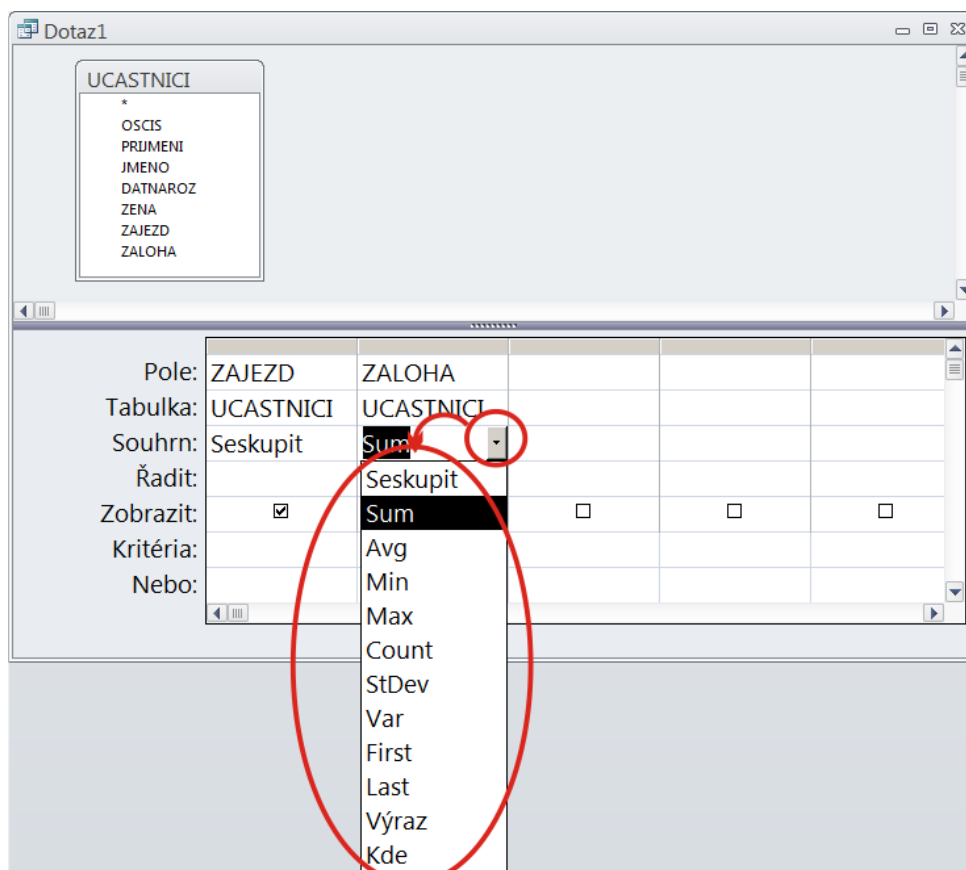 Dotaz1
UCASTNICI
*
OSCIS
PRIJMENI
JMENO
DATNAROZ
ZENA
ZAJEZD
ZALOHA
Pole: ZAJEZD ZALOHA
Tabulka: UCASTNICI UCASTNICI
Souhrn: Seskupit Sum
Řadit: Seskupit
Zobrazit: Sum
Kritéria: Avg
Nebo: Min
Max
Count
StDev
Var
First
Last
Výraz
Kde